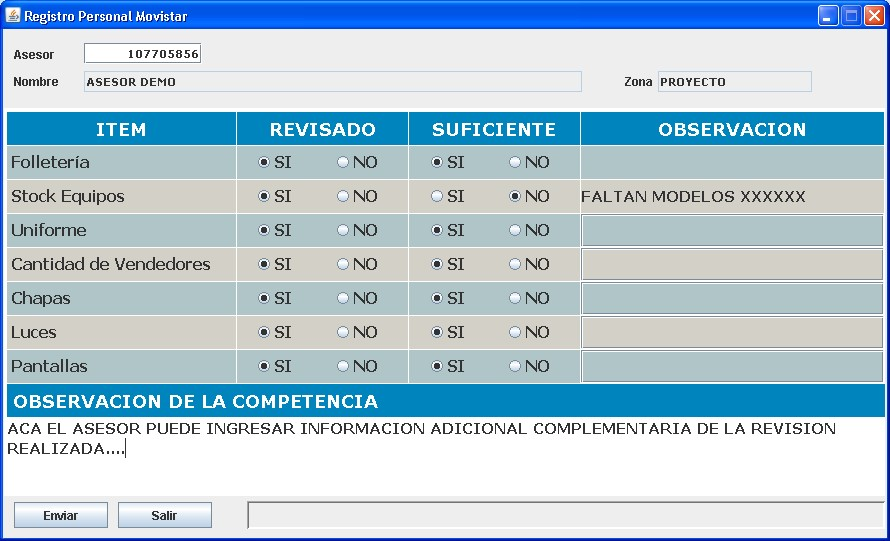 Registro Personal Movistar
Asesor 107705856
Nombre ASESOR DEMO Zona PROYECTO
ITEM REVISADO SUFICIENTE OBSERVACION
Folletería SI NO SI NO
Stock Equipos SI NO SI NO FALTAN MODELOS XXXXXX
Uniforme SI NO SI NO
Cantidad de Vendedores SI NO SI NO
Chapas SI NO SI NO
Luces SI NO SI NO
Pantallas SI NO SI NO
OBSERVACION DE LA COMPETENCIA
ACA EL ASESOR PUEDE INGRESAR INFORMACION ADICIONAL COMPLEMENTARIA DE LA REVISION
REALIZADA....
Enviar Salir